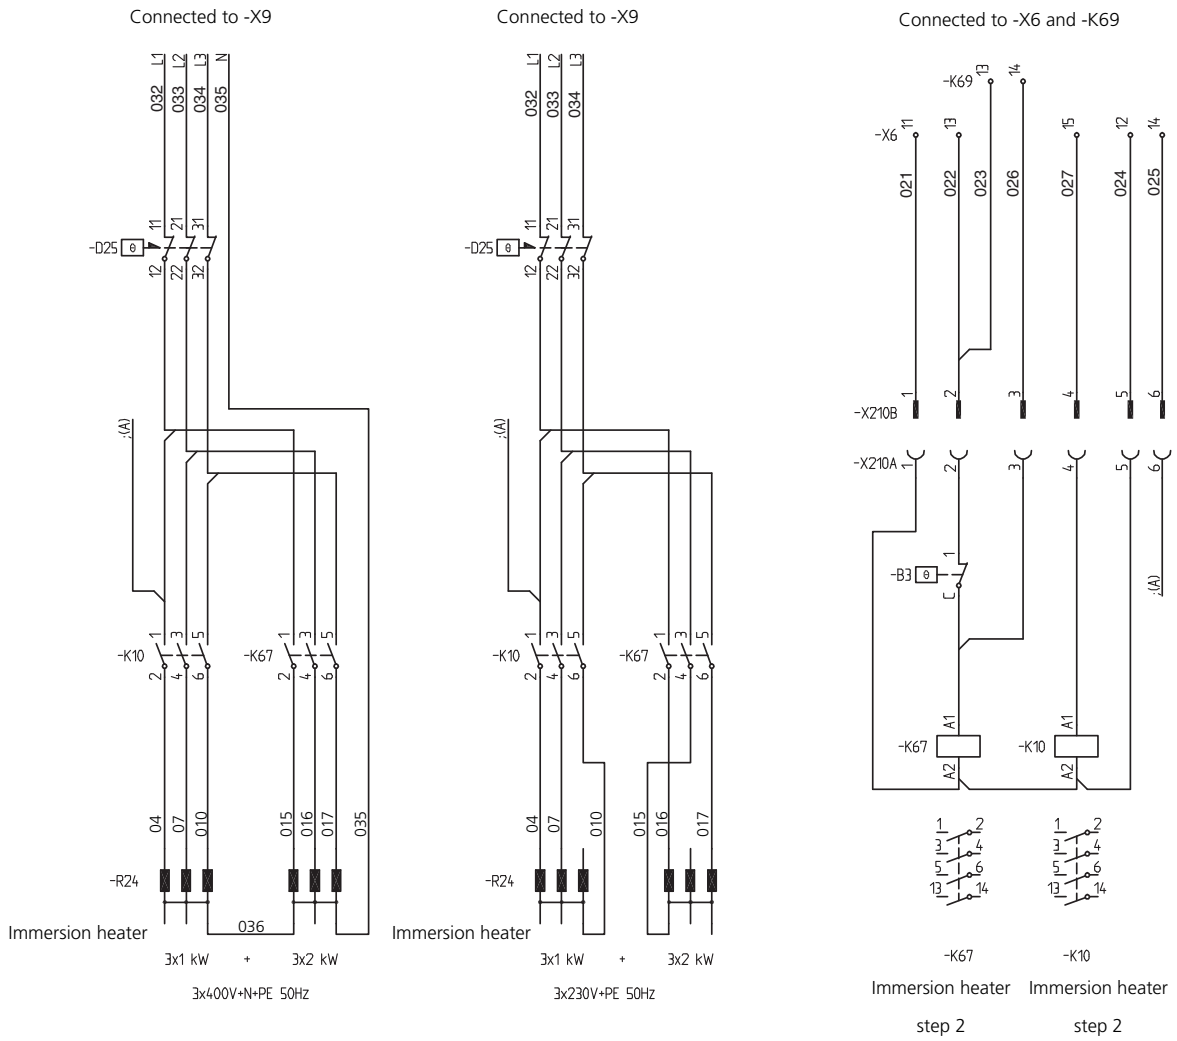 Connected to -X9
L1 L2 L3 N
032 033 034 035
11 21 31
-D25 θ
12 22 32
;(A)
1 3 5 1 3 5
-K10 -K67
2 4 6 2 4 6
04 07 010 015 016 017 035
-R24
036
Immersion heater
3x1 kW + 3x2 kW
3x400V+N+PE 50Hz
Connected to -X9
L1 L2 L3
032 033 034
11 21 31
-D25 θ
12 22 32
;(A)
1 3 5 1 3 5
-K10 -K67
2 4 6 2 4 6
04 07 010 015 016 017
-R24
Immersion heater
3x1 kW + 3x2 kW
3x230V+PE 50Hz
Connected to -X6 and -K69
-K69 13 14
-X6 11 13 15 12 14
021 022 023 026 027 024 025
1 2 3 4 5 6
-X210B
-X210A
1 2 3 4 5 6
1
-B3 θ
C
;(A)
A1 A1
-K67 -K10
A2 A2
1 2 1 2
3 4 3 4
5 6 5 6
13 14 13 14
-K67 -K10
Immersion heater Immersion heater
step 2 step 2